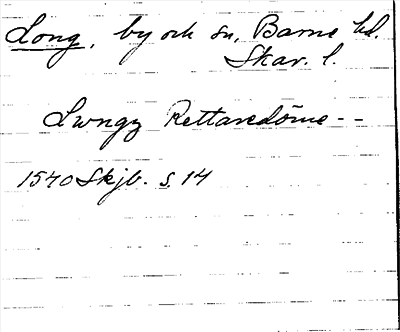 Long, by och sn, Barne hd.
Skar. l.
Lwngz Rettaredöme --
1540 Skjb. s. 14